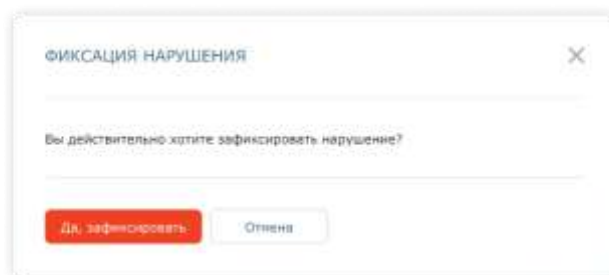 ФИКСАЦИЯ НАРУШЕНИЯ
Вы действительно хотите зафиксировать нарушение?
Да, зафиксировать
Отмена